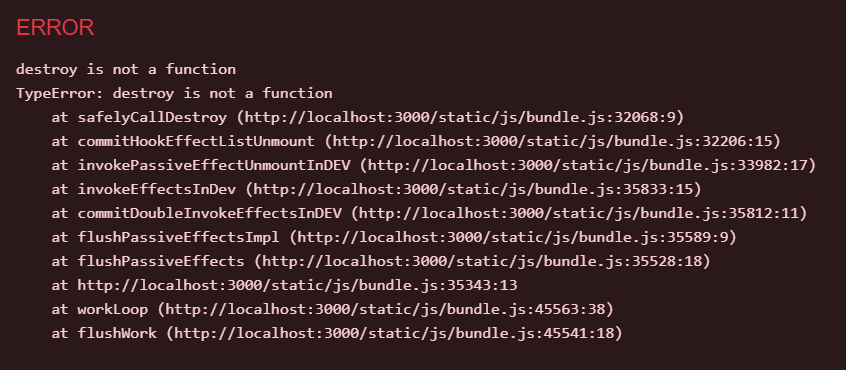 ERROR
destroy is not a function
TypeError: destroy is not a function
at safelyCallDestroy (http://localhost:3000/static/js/bundle.js:32068:9)
at commitHookEffectListUnmount (http://localhost:3000/static/js/bundle.js:32206:15)
at invokePassiveEffectUnmountInDEV (http://localhost:3000/static/js/bundle.js:33982:17)
at invokeEffectsInDev (http://localhost:3000/static/js/bundle.js:35833:15)
at commitDoubleInvokeEffectsInDEV (http://localhost:3000/static/js/bundle.js:35812:11)
at flushPassiveEffectsImpl (http://localhost:3000/static/js/bundle.js:35589:9)
at flushPassiveEffects (http://localhost:3000/static/js/bundle.js:35528:18)
at http://localhost:3000/static/js/bundle.js:35343:13
at workLoop (http://localhost:3000/static/js/bundle.js:45563:38)
at flushWork (http://localhost:3000/static/js/bundle.js:45541:18)